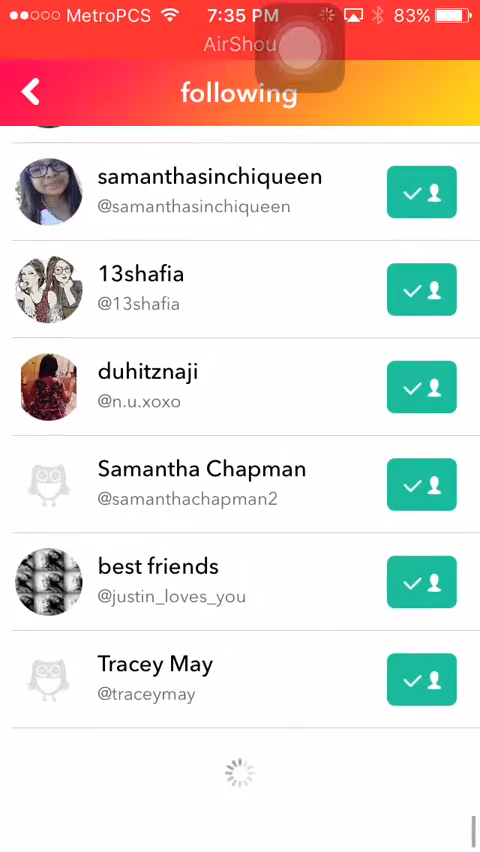 MetroPCS 7:35 PM 83%
AirShou
following
samanthasinchiqueen
@samanthasinchiqueen
13shafia
@13shafia
duhitznaji
@n.u.xoxo
Samantha Chapman
@samanthachapman2
best friends
@justin_loves_you
Tracey May
@traceymay